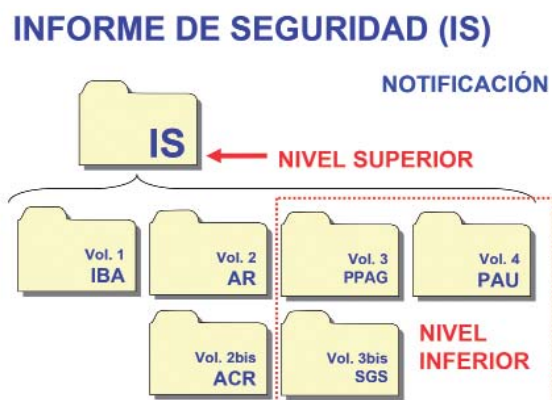 INFORME DE SEGURIDAD (IS)
NOTIFICACIÓN
IS
NIVEL SUPERIOR
Vol. 1
IBA
Vol. 2
AR
Vol. 3
PPAG
Vol. 4
PAU
Vol. 2bis
ACR
Vol. 3bis
SGS
NIVEL
INFERIOR